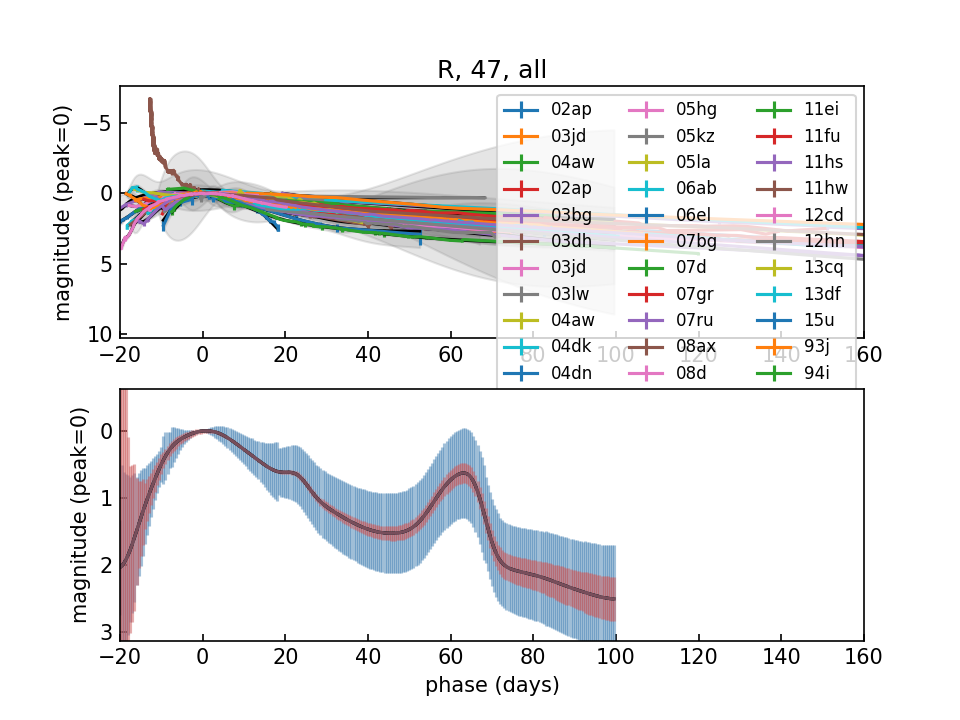 R, 47, all
magnitude (peak=0)
−5
0
5
10
02ap 05hg 11ei
03jd 05kz 11fu
04aw 05la 11hs
02ap 06ab 11hw
03bg 06el 12cd
03dh 07bg 12hn
03jd 07d 13cq
03lw 07gr 13df
04aw 07ru 15u
04dk 08ax 93j
04dn 08d 94i
−20 0 20 40 60 80 100 120 140 160
magnitude (peak=0)
0
1
2
3
−20 0 20 40 60 80 100 120 140 160
phase (days)